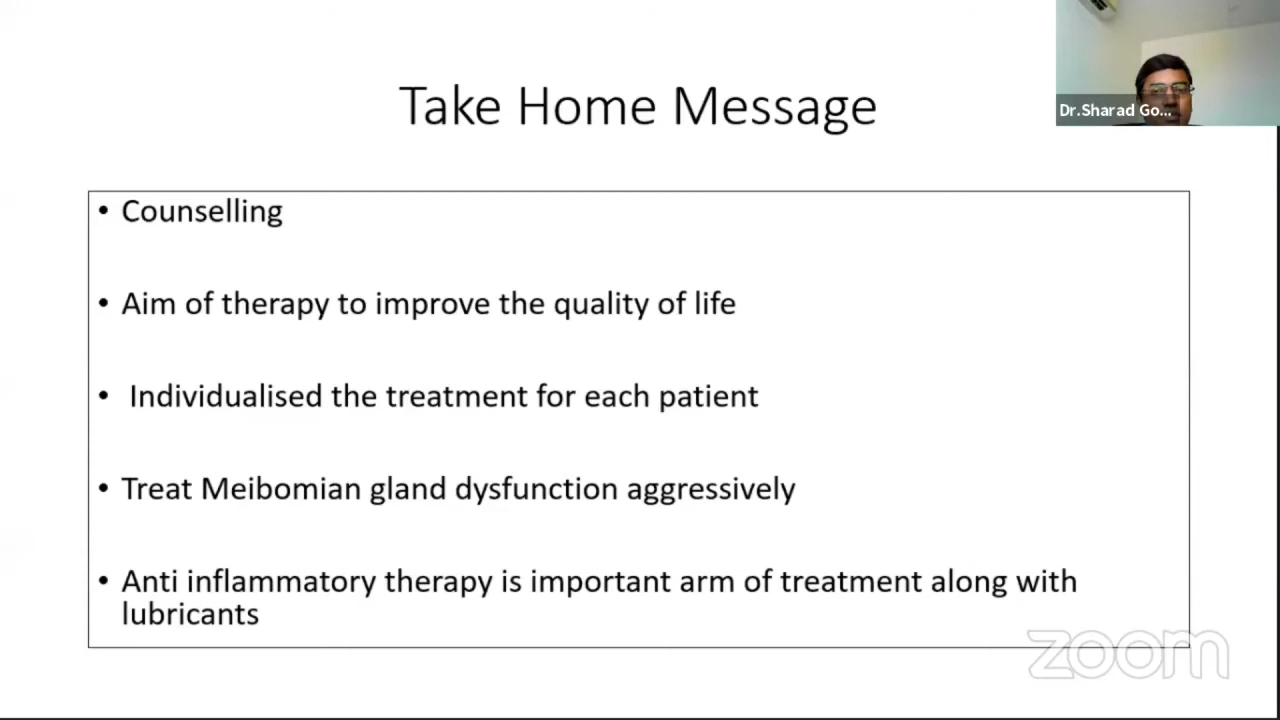 Take Home Message
Dr.Sharad Go...
• Counselling
• Aim of therapy to improve the quality of life
• Individualised the treatment for each patient
• Treat Meibomian gland dysfunction aggressively
• Anti inflammatory therapy is important arm of treatment along with
lubricants
zoom